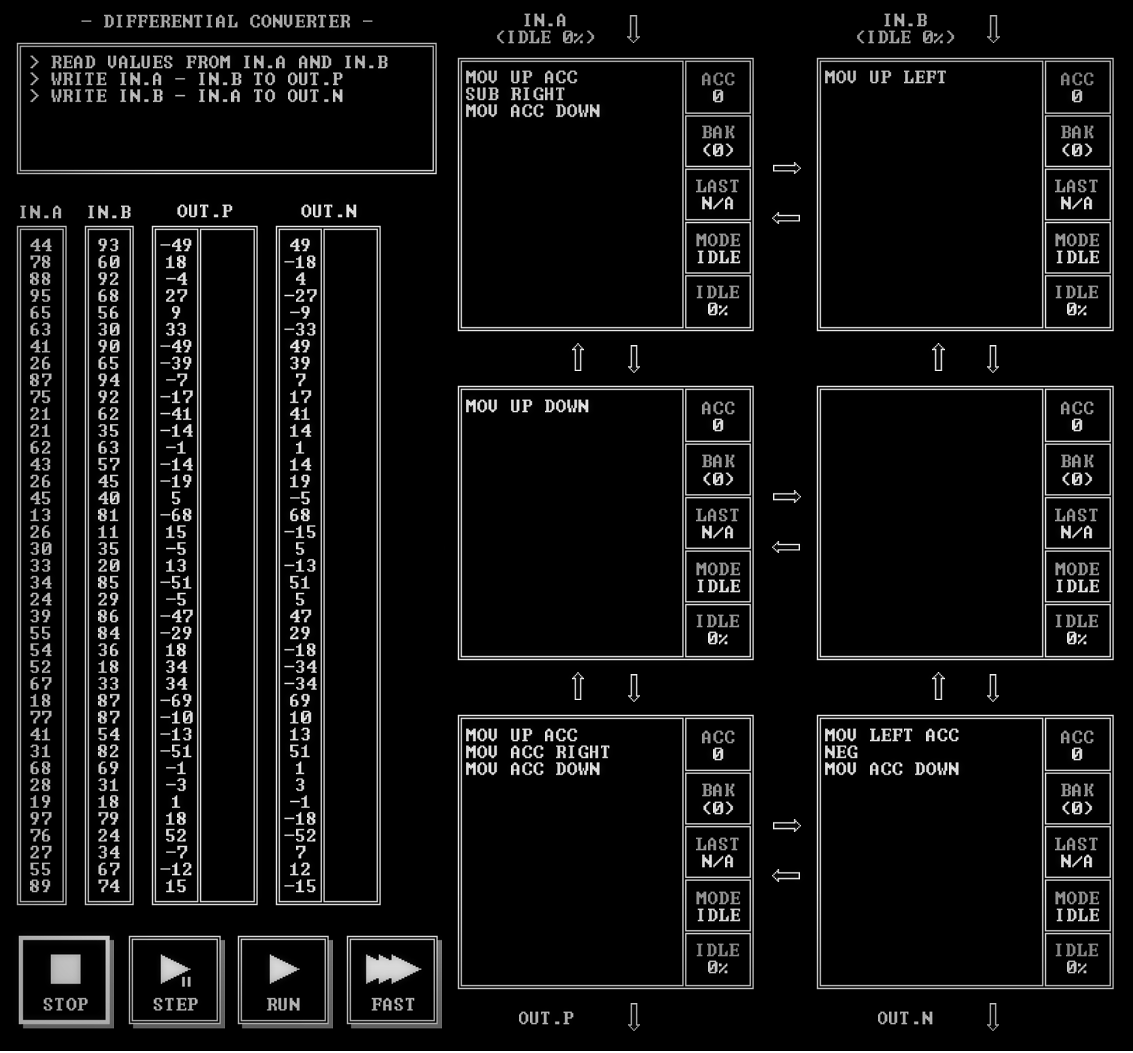 - DIFFERENTIAL CONVERTER -
> READ VALUES FROM IN.A AND IN.B
> WRITE IN.A - IN.B TO OUT.P
> WRITE IN.B - IN.A TO OUT.N
IN.A IN.B OUT.P OUT.N
44 93 -49 49
78 60 18 -18
88 92 -4 4
95 68 27 -27
65 56 9 -9
63 30 33 -33
41 90 -49 49
26 65 -39 39
87 94 -7 7
75 92 -17 17
21 62 -41 41
21 35 -14 14
62 63 -1 1
43 57 -14 14
26 45 -19 19
45 40 5 -5
13 81 -68 68
26 11 15 -15
30 35 -5 5
33 20 13 -13
34 85 -51 51
24 29 -5 5
39 86 -47 47
55 84 -29 29
54 36 18 -18
52 18 34 -34
67 33 34 -34
18 87 -69 69
77 87 -10 10
41 54 -13 13
31 82 -51 51
68 69 -1 1
28 31 -3 3
19 18 1 -1
97 79 18 -18
76 24 52 -52
27 34 -7 7
55 67 -12 12
89 74 15 -15
STOP STEP RUN FAST
IN.A
(IDLE 0%)
MOV UP ACC
SUB RIGHT
MOV ACC DOWN
ACC
0
BAK
(0)
LAST
N/A
MODE
IDLE
IDLE
0%
IN.B
(IDLE 0%)
MOV UP LEFT
ACC
0
BAK
(0)
LAST
N/A
MODE
IDLE
IDLE
0%
MOV UP DOWN
ACC
0
BAK
(0)
LAST
N/A
MODE
IDLE
IDLE
0%
ACC
0
BAK
(0)
LAST
N/A
MODE
IDLE
IDLE
0%
MOV UP ACC
MOV ACC RIGHT
MOV ACC DOWN
ACC
0
BAK
(0)
LAST
N/A
MODE
IDLE
IDLE
0%
MOV LEFT ACC
NEG
MOV ACC DOWN
ACC
0
BAK
(0)
LAST
N/A
MODE
IDLE
IDLE
0%
OUT.P
OUT.N